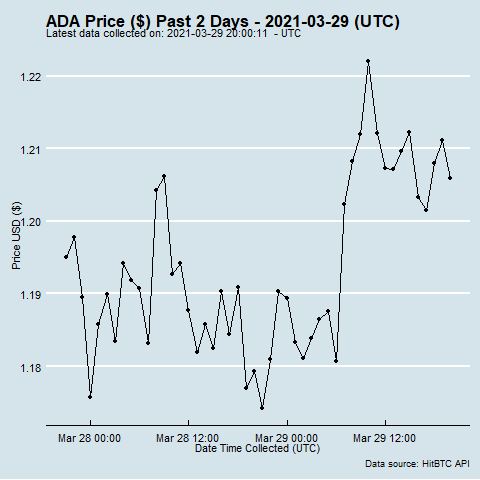 ADA Price ($) Past 2 Days - 2021-03-29 (UTC)
Latest data collected on: 2021-03-29 20:00:11  - UTC
1.22
1.21
1.20
1.19
1.18
Price USD ($)
Mar 28 00:00 Mar 28 12:00 Mar 29 00:00 Mar 29 12:00
Date Time Collected (UTC)
Data source: HitBTC API